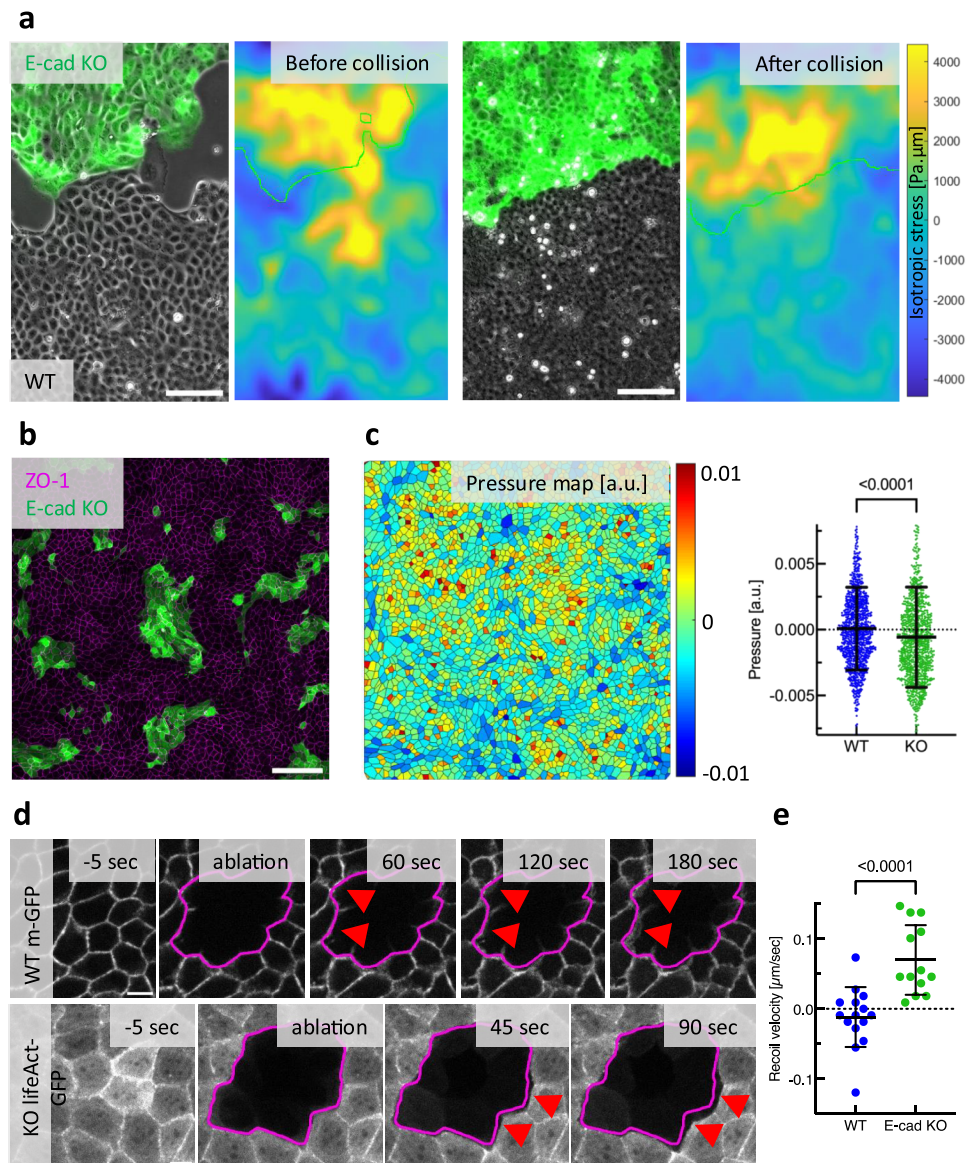 a
E-cad KO
Before collision
After collision
WT
Isotropic stress [Pa.µm]
4000
3000
2000
1000
0
-1000
-2000
-3000
-4000
b
ZO-1
E-cad KO
c
Pressure map [a.u.]
0.01
0
-0.01
<0.0001
Pressure [a.u.]
0.005
0.000
-0.005
WT
KO
d
WT m-GFP
-5 sec
ablation
60 sec
120 sec
180 sec
KO lifeAct-
GFP
-5 sec
ablation
45 sec
90 sec
e
<0.0001
Recoil velocity [µm/sec]
0.1
0.0
-0.1
WT
E-cad KO